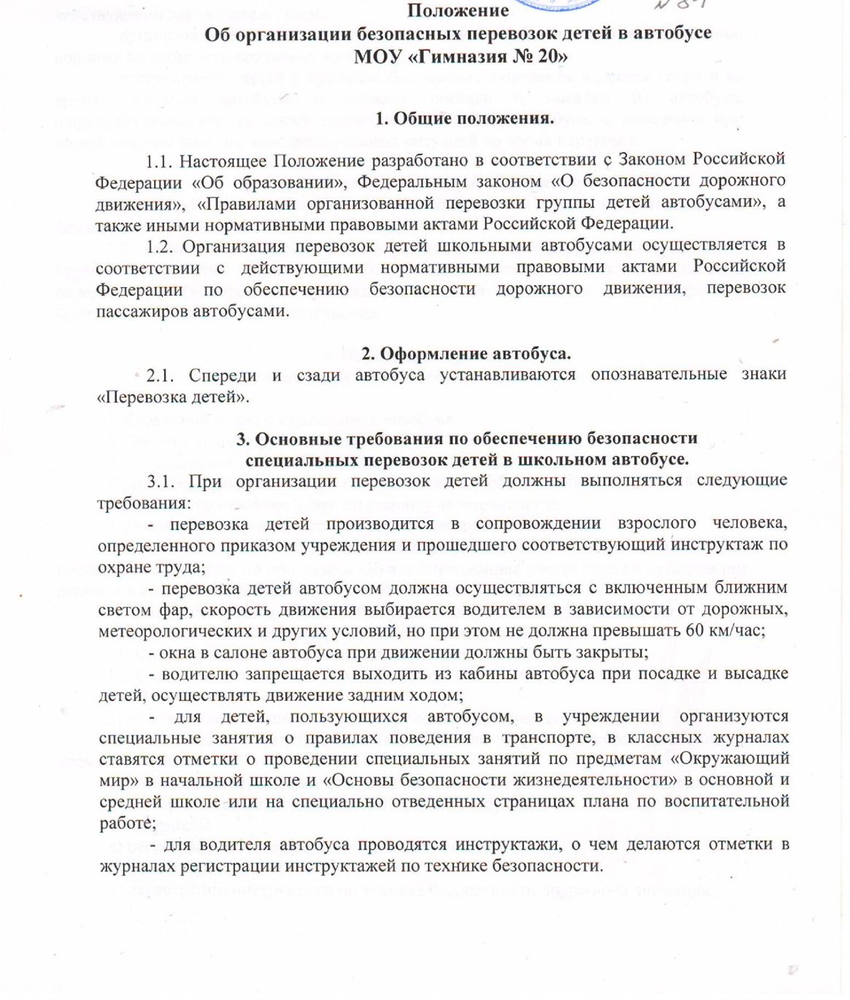 Положение
Об организации безопасных перевозок детей в автобусе
МОУ «Гимназия № 20»
1. Общие положения.
1.1. Настоящее Положение разработано в соответствии с Законом Российской
Федерации «Об образовании», Федеральным законом «О безопасности дорожного
движения», «Правилами организованной перевозки группы детей автобусами», а
также иными нормативными правовыми актами Российской Федерации.
1.2. Организация перевозок детей школьными автобусами осуществляется в
соответствии с действующими нормативными правовыми актами Российской
Федерации по обеспечению безопасности дорожного движения, перевозок
пассажиров автобусами.
2. Оформление автобуса.
2.1. Спереди и сзади автобуса устанавливаются опознавательные знаки
«Перевозка детей».
3. Основные требования по обеспечению безопасности
специальных перевозок детей в школьном автобусе.
3.1. При организации перевозок детей должны выполняться следующие
требования:
- перевозка детей производится в сопровождении взрослого человека,
определенного приказом учреждения и прошедшего соответствующий инструктаж по
охране труда;
- перевозка детей автобусом должна осуществляться с включенным ближним
светом фар, скорость движения выбирается водителем в зависимости от дорожных,
метеорологических и других условий, но при этом не должна превышать 60 км/час;
- окна в салоне автобуса при движении должны быть закрыты;
- водителю запрещается выходить из кабины автобуса при посадке и высадке
детей, осуществлять движение задним ходом;
- для детей, пользующихся автобусом, в учреждении организуются
специальные занятия о правилах поведения в транспорте, в классных журналах
ставятся отметки о проведении специальных занятий по предметам «Окружающий
мир» в начальной школе и «Основы безопасности жизнедеятельности» в основной и
средней школе или на специально отведенных страницах плана по воспитательной
работе;
- для водителя автобуса проводятся инструктажи, о чем делаются отметки в
журналах регистрации инструктажей по технике безопасности.